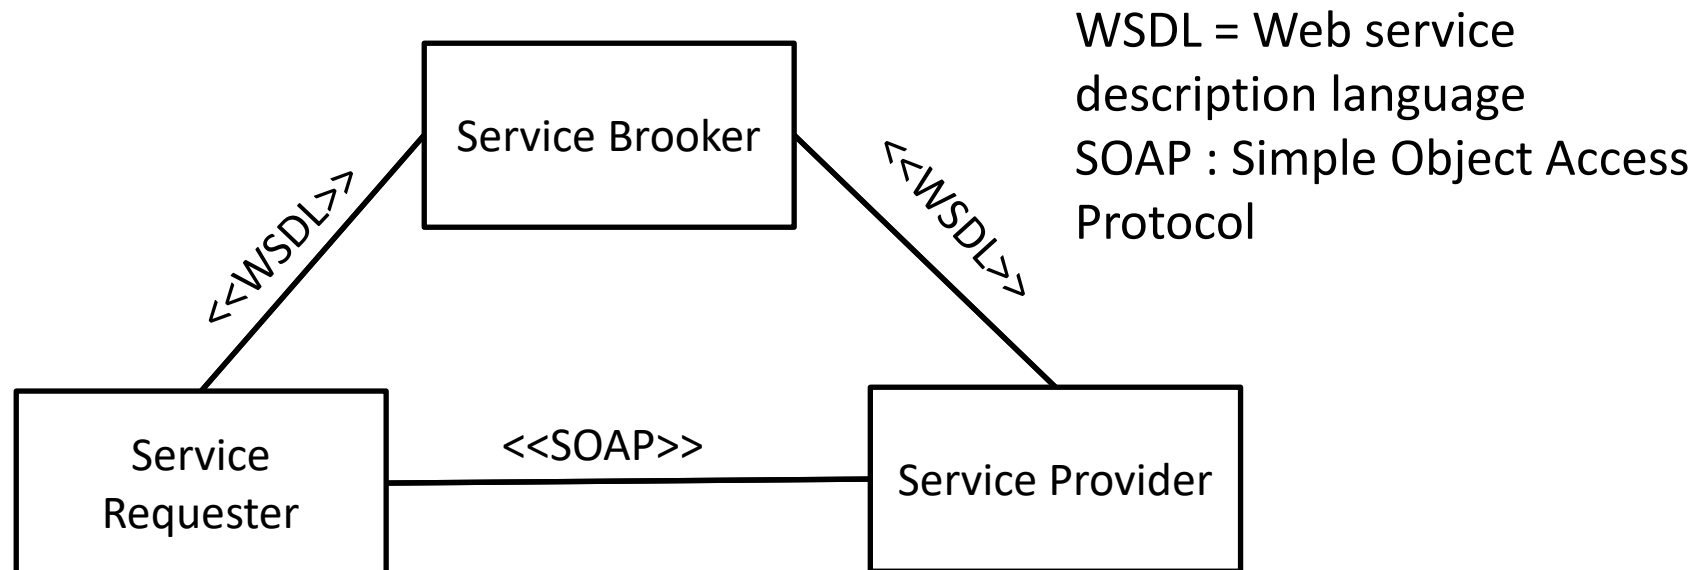 WSDL = Web service
description language
SOAP : Simple Object Access
Protocol
Service Brooker
<<WSDL>>
<<WSDL>>
Service
Requester
<<SOAP>>
Service Provider